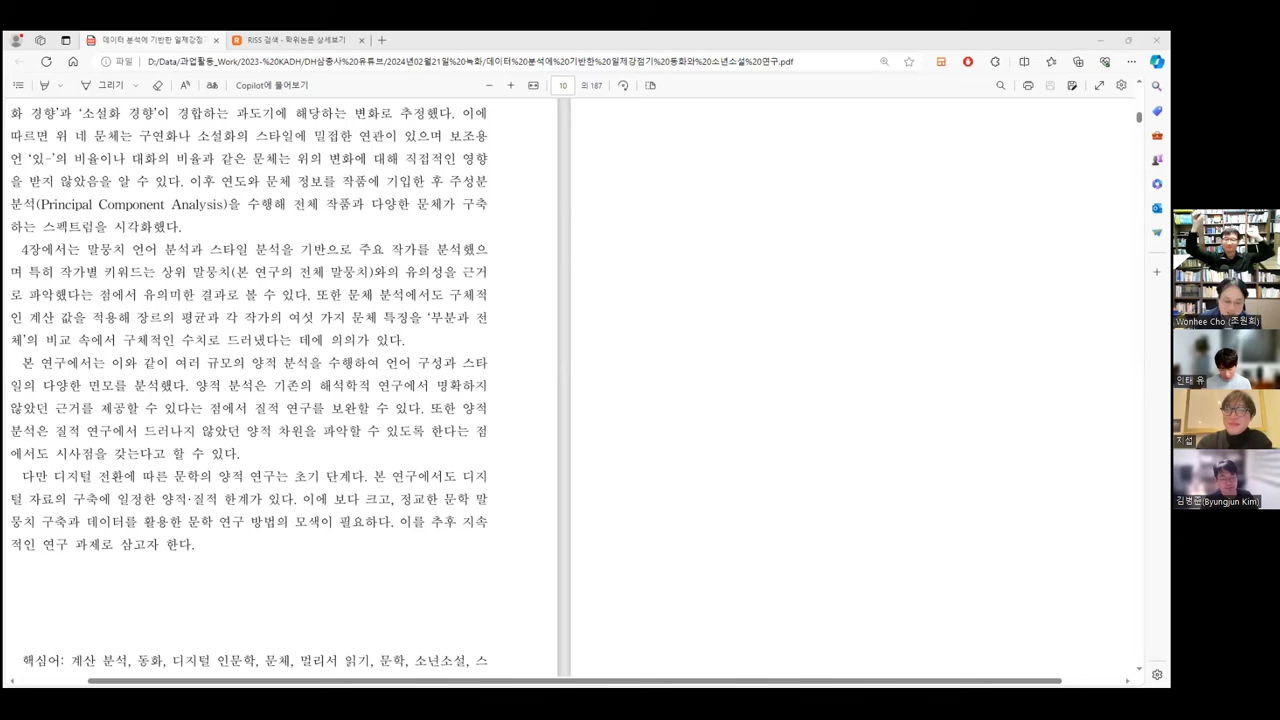 데이터 분석에 기반한 일제강점기
RISS 검색 - 학위논문 상세보기
파일
D:/Data/과업활동_Work/2023-%20KADH/DH삼총사%20유튜브/2024년02월21일%20녹화/데이터%20분석에%20기반한%20일제강점기%20동화와%20소년소설%20연구.pdf
그리기
Copilot에 물어보기
10
의 187
화 경향'과 '소설화 경향'이 경합하는 과도기에 해당하는 변화로 추정했다. 이에
따르면 위 네 문체는 구연화나 소설화의 스타일에 밀접한 연관이 있으며 보조용
언 '있-'의 비율이나 대화의 비율과 같은 문체는 위의 변화에 대해 직접적인 영향
을 받지 않았음을 알 수 있다. 이후 연도와 문체 정보를 작품에 기입한 후 주성분
분석(Principal Component Analysis)을 수행해 전체 작품과 다양한 문체가 구축
하는 스펙트럼을 시각화했다.
4장에서는 말뭉치 언어 분석과 스타일 분석을 기반으로 주요 작가를 분석했으
며 특히 작가별 키워드는 상위 말뭉치(본 연구의 전체 말뭉치)와의 유의성을 근거
로 파악했다는 점에서 유의미한 결과로 볼 수 있다. 또한 문체 분석에서도 구체적
인 계산 값을 적용해 장르의 평균과 각 작가의 여섯 가지 문체 특징을 '부분과 전
체'의 비교 속에서 구체적인 수치로 드러냈다는 데에 의의가 있다.
본 연구에서는 이와 같이 여러 규모의 양적 분석을 수행하여 언어 구성과 스타
일의 다양한 면모를 분석했다. 양적 분석은 기존의 해석학적 연구에서 명확하지
않았던 근거를 제공할 수 있다는 점에서 질적 연구를 보완할 수 있다. 또한 양적
분석은 질적 연구에서 드러나지 않았던 양적 차원을 파악할 수 있도록 한다는 점
에서도 시사점을 갖는다고 할 수 있다.
다만 디지털 전환에 따른 문학의 양적 연구는 초기 단계다. 본 연구에서도 디지
털 자료의 구축에 일정한 양적·질적 한계가 있다. 이에 보다 크고, 정교한 문학 말
뭉치 구축과 데이터를 활용한 문학 연구 방법의 모색이 필요하다. 이를 추후 지속
적인 연구 과제로 삼고자 한다.
핵심어: 계산 분석, 동화, 디지털 인문학, 문체, 멀리서 읽기, 문학, 소년소설, 스
Wonhee Cho (조원희)
인태 유
지섭
김병준(Byungjun Kim)